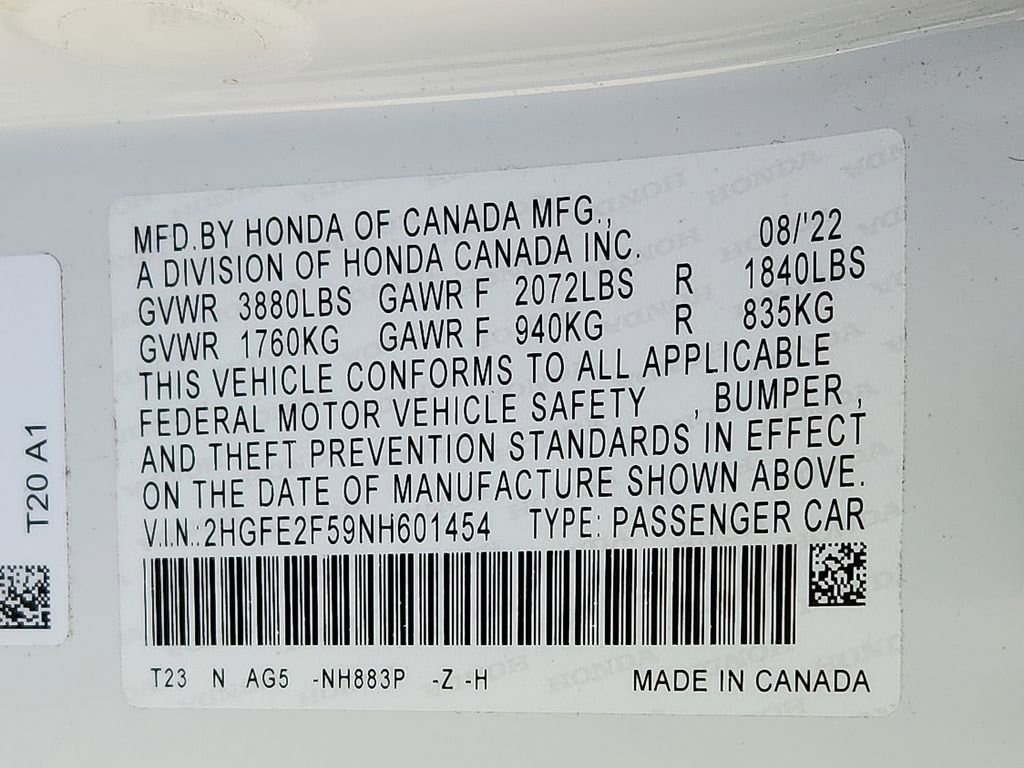 MFD.BY HONDA OF CANADA MFG.,
A DIVISION OF HONDA CANADA INC. 08/'22
GVWR 3880LBS GAWR F 2072LBS R 1840LBS
GVWR 1760KG GAWR F 940KG R 835KG
THIS VEHICLE CONFORMS TO ALL APPLICABLE
FEDERAL MOTOR VEHICLE SAFETY , BUMPER ,
AND THEFT PREVENTION STANDARDS IN EFFECT
ON THE DATE OF MANUFACTURE SHOWN ABOVE.
V.I.N.:2HGFE2F59NH601454 TYPE: PASSENGER CAR
T23 N AG5 -NH883P -Z -H MADE IN CANADA
T20 A1